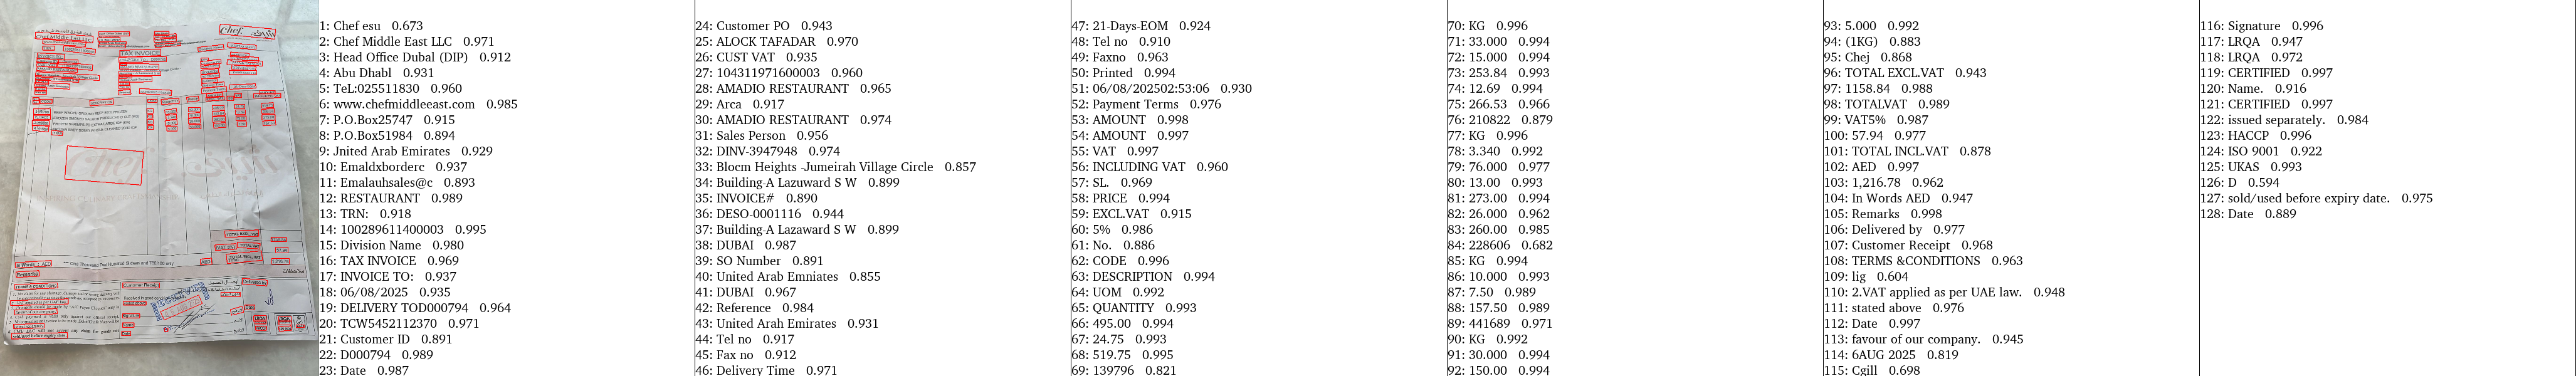 1: Chef esu 0.673
2: Chef Middle East LLC 0.971
3: Head Office Dubal (DIP) 0.912
4: Abu Dhabl 0.931
5: TeL:025511830 0.960
6: www.chefmiddleeast.com 0.985
7: P.O.Box25747 0.915
8: P.O.Box51984 0.894
9: Jnited Arab Emirates 0.929
10: Emaldxborderc 0.937
11: Emalauhsales@c 0.893
12: RESTAURANT 0.989
13: TRN: 0.918
14: 100289611400003 0.995
15: Division Name 0.980
16: TAX INVOICE 0.969
17: INVOICE TO: 0.937
18: 06/08/2025 0.935
19: DELIVERY TOD000794 0.964
20: TCW5452112370 0.971
21: Customer ID 0.891
22: D000794 0.989
23: Date 0.987
24: Customer PO 0.943
25: ALOCK TAFADAR 0.970
26: CUST VAT 0.935
27: 104311971600003 0.960
28: AMADIO RESTAURANT 0.965
29: Arca 0.917
30: AMADIO RESTAURANT 0.974
31: Sales Person 0.956
32: DINV-3947948 0.974
33: Blocm Heights -Jumeirah Village Circle 0.857
34: Building-A Lazuward S W 0.899
35: INVOICE# 0.890
36: DESO-0001116 0.944
37: Building-A Lazaward S W 0.899
38: DUBAI 0.987
39: SO Number 0.891
40: United Arab Emniates 0.855
41: DUBAI 0.967
42: Reference 0.984
43: United Arah Emirates 0.931
44: Tel no 0.917
45: Fax no 0.912
46: Delivery Time 0.971
47: 21-Days-EOM 0.924
48: Tel no 0.910
49: Faxno 0.963
50: Printed 0.994
51: 06/08/202502:53:06 0.930
52: Payment Terms 0.976
53: AMOUNT 0.998
54: AMOUNT 0.997
55: VAT 0.997
56: INCLUDING VAT 0.960
57: SL. 0.969
58: PRICE 0.994
59: EXCL.VAT 0.915
60: 5% 0.986
61: No. 0.886
62: CODE 0.996
63: DESCRIPTION 0.994
64: UOM 0.992
65: QUANTITY 0.993
66: 495.00 0.994
67: 24.75 0.993
68: 519.75 0.995
69: 139796 0.821
70: KG 0.996
71: 33.000 0.994
72: 15.000 0.994
73: 253.84 0.993
74: 12.69 0.994
75: 266.53 0.966
76: 210822 0.879
77: KG 0.996
78: 3.340 0.992
79: 76.000 0.977
80: 13.00 0.993
81: 273.00 0.994
82: 26.000 0.962
83: 260.00 0.985
84: 228606 0.682
85: KG 0.994
86: 10.000 0.993
87: 7.50 0.989
88: 157.50 0.989
89: 441689 0.971
90: KG 0.992
91: 30.000 0.994
92: 150.00 0.994
93: 5.000 0.992
94: (1KG) 0.883
95: Chej 0.868
96: TOTAL EXCL.VAT 0.943
97: 1158.84 0.988
98: TOTALVAT 0.989
99: VAT5% 0.987
100: 57.94 0.977
101: TOTAL INCL.VAT 0.878
102: AED 0.997
103: 1,216.78 0.962
104: In Words AED 0.947
105: Remarks 0.998
106: Delivered by 0.977
107: Customer Receipt 0.968
108: TERMS &CONDITIONS 0.963
109: lig 0.604
110: 2.VAT applied as per UAE law. 0.948
111: stated above 0.976
112: Date 0.997
113: favour of our company. 0.945
114: 6AUG 2025 0.819
115: Cgill 0.698
116: Signature 0.996
117: LRQA 0.947
118: LRQA 0.972
119: CERTIFIED 0.997
120: Name. 0.916
121: CERTIFIED 0.997
122: issued separately. 0.984
123: HACCP 0.996
124: ISO 9001 0.922
125: UKAS 0.993
126: D 0.594
127: sold/used before expiry date. 0.975
128: Date 0.889